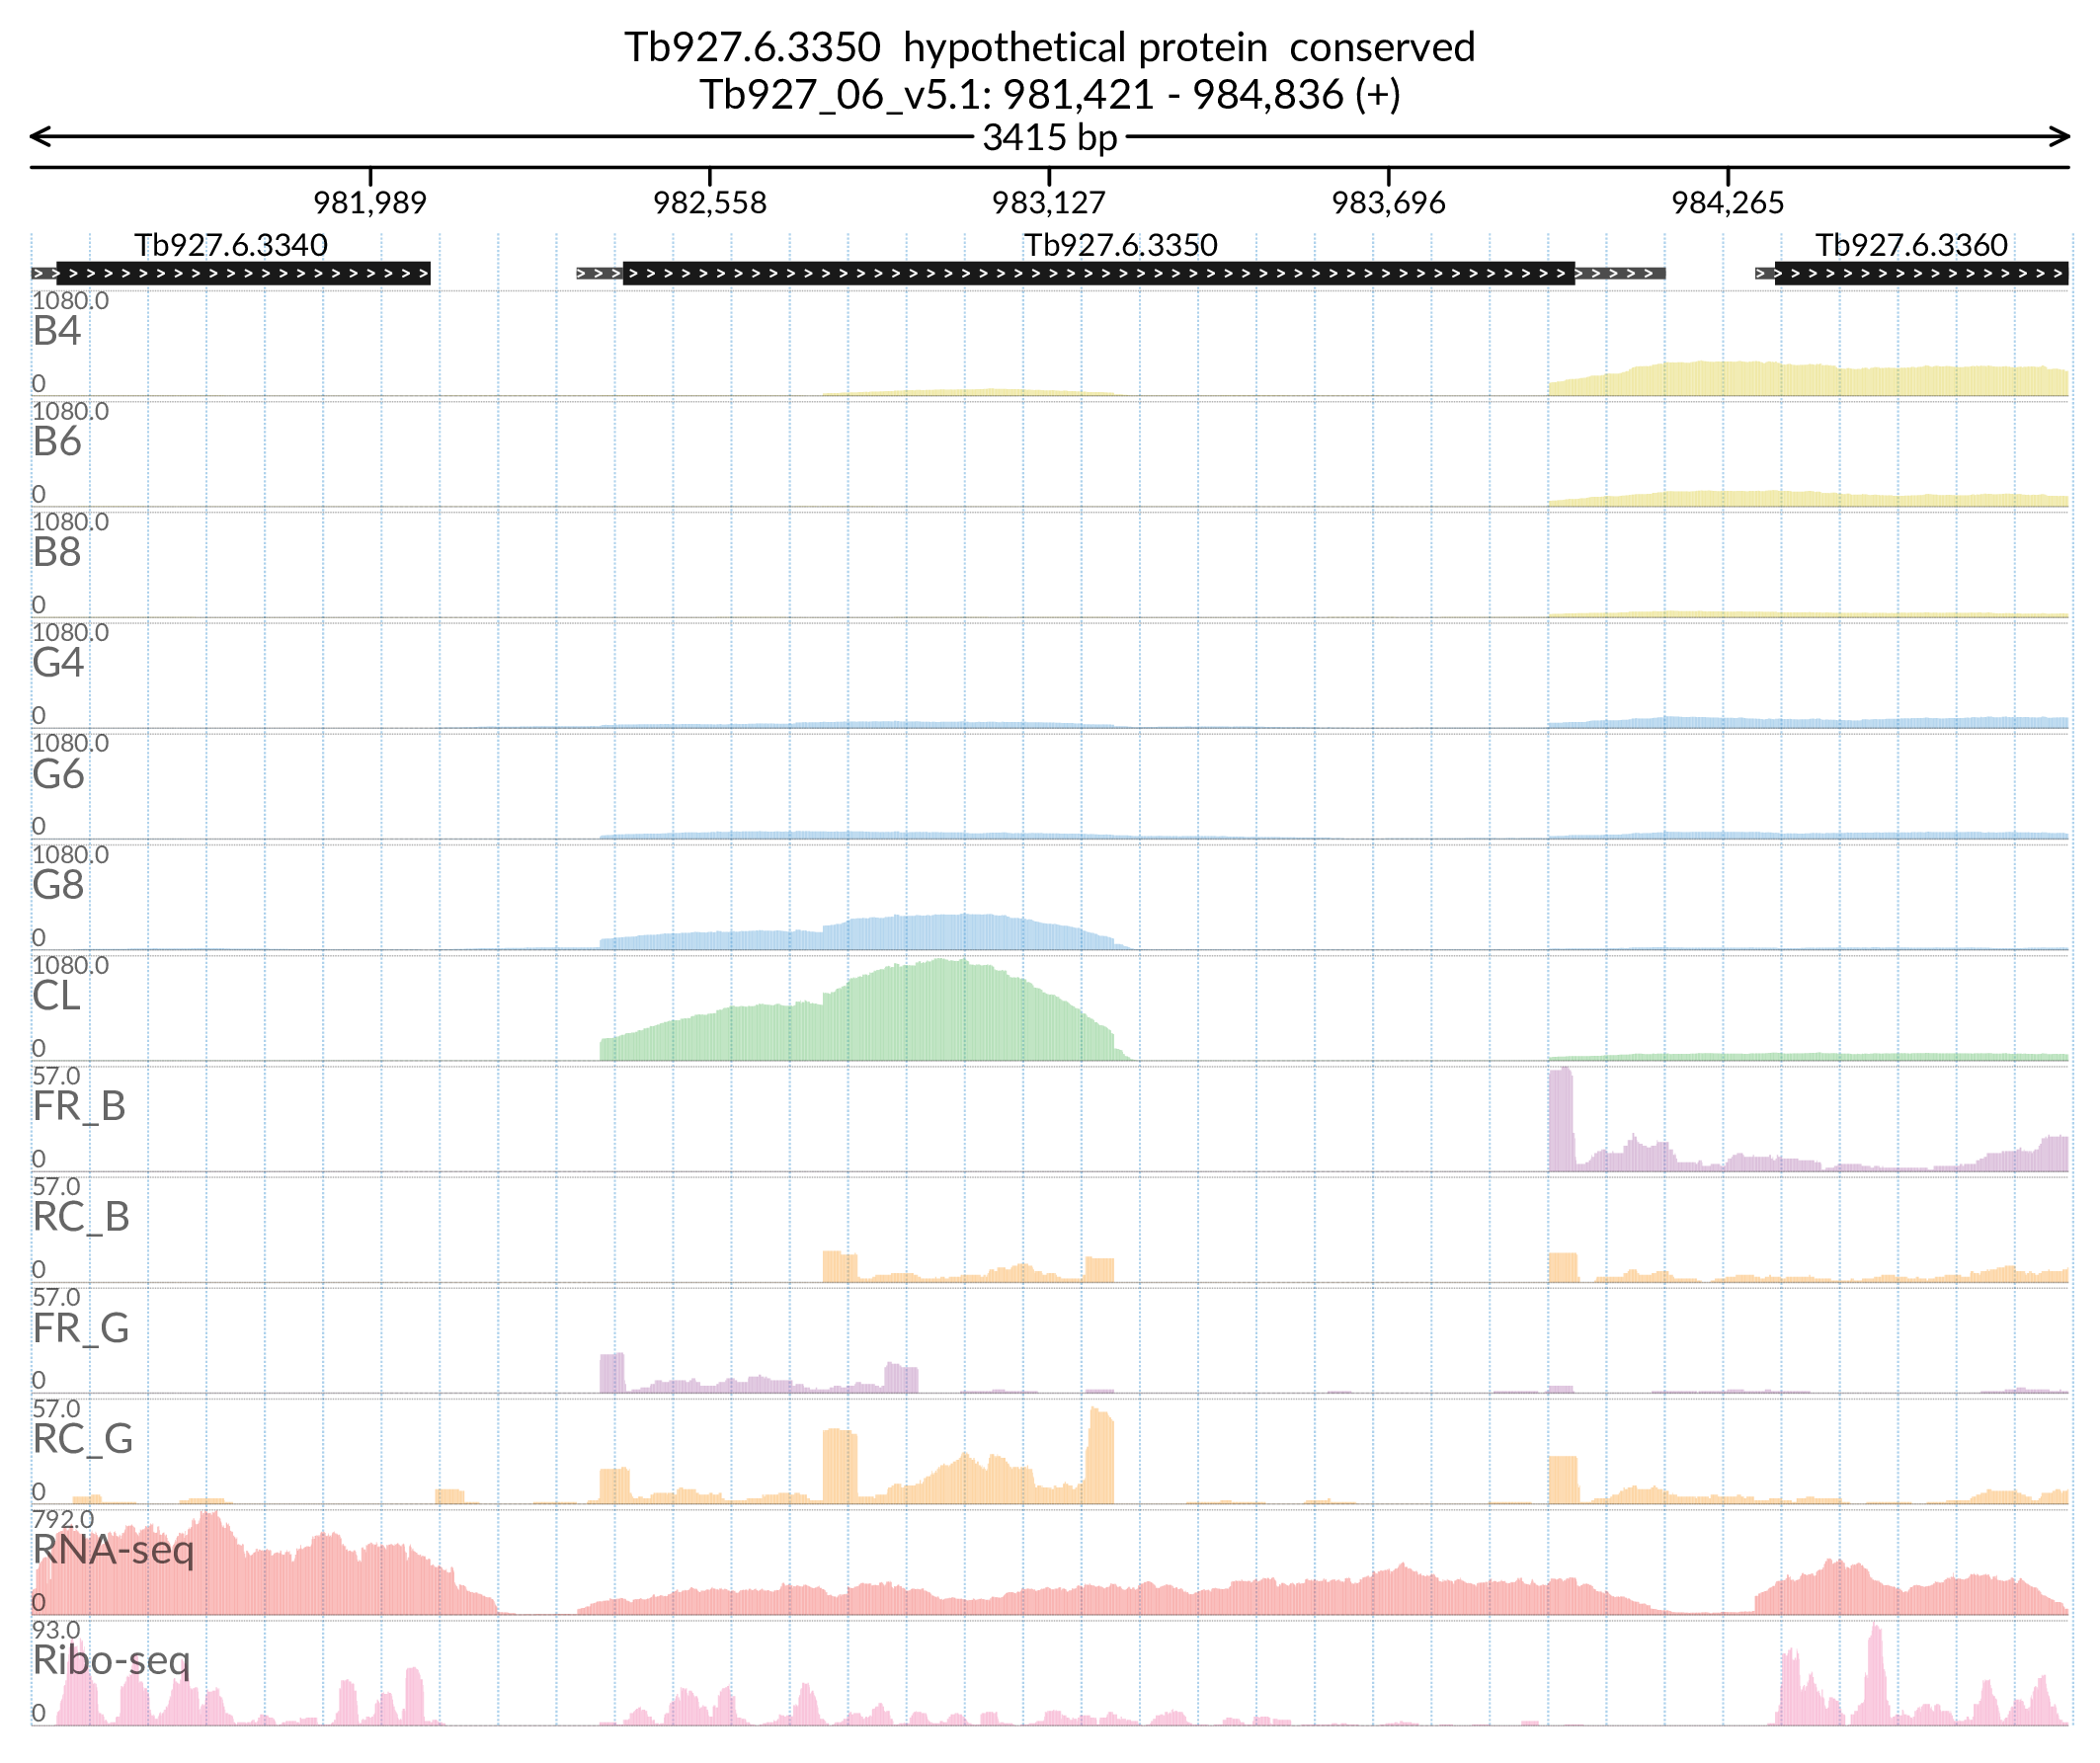 Tb927.6.3350  hypothetical protein  conserved
Tb927_06_v5.1: 981,421 - 984,836 (+)
3415 bp
981,989 982,558 983,127 983,696 984,265
Tb927.6.3340 Tb927.6.3350 Tb927.6.3360
1080.0
B4
0
1080.0
B6
0
1080.0
B8
0
1080.0
G4
0
1080.0
G6
0
1080.0
G8
0
1080.0
CL
0
57.0
FR_B
0
57.0
RC_B
0
57.0
FR_G
0
57.0
RC_G
0
792.0
RNA-seq
0
93.0
Ribo-seq
0